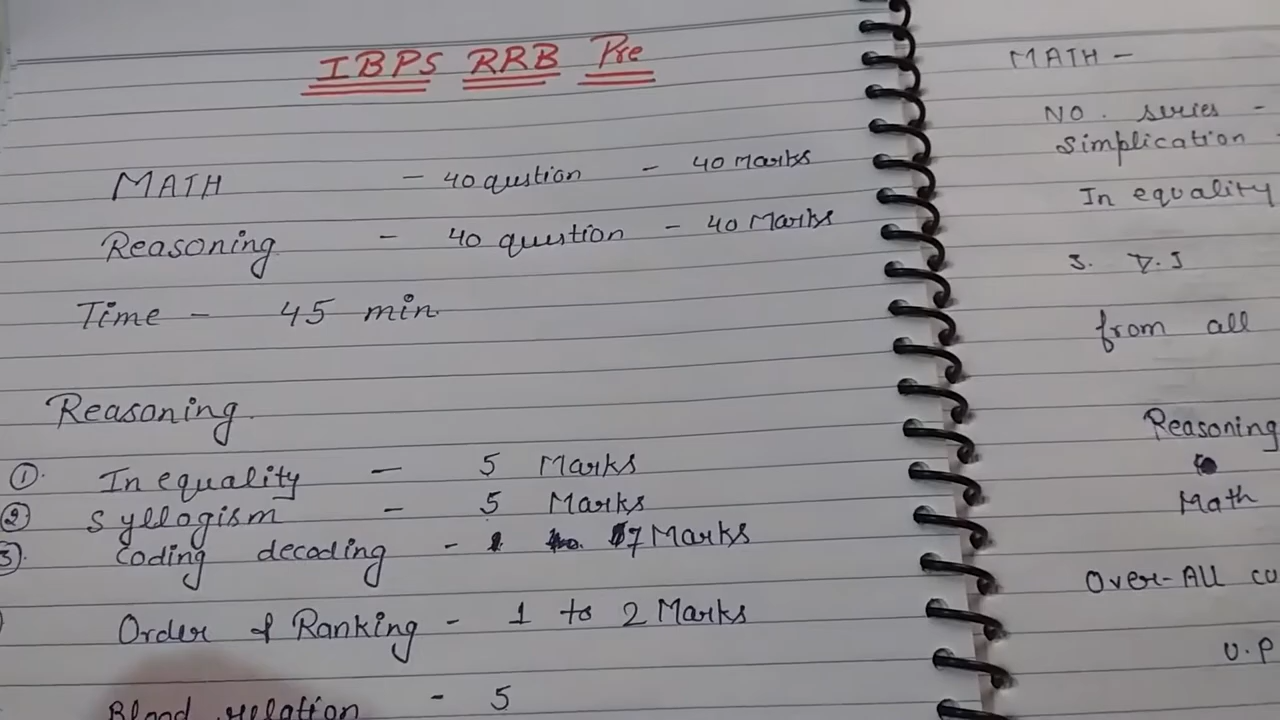 IBPS RRB Pre
MATH - 40 qustion - 40 Marks
Reasoning - 40 question - 40 Marks
Time - 45 min
Reasoning.
①. In equality - 5 Marks
② Syllogism - 5 Marks
3). Coding decoding - 7 Marks
Order & Ranking - 1 to 2 Marks
Blood relation - 5
MATH -
NO. series -
Simplication
In equality
from all
Reasoning
Math
Over-All cu
U.P